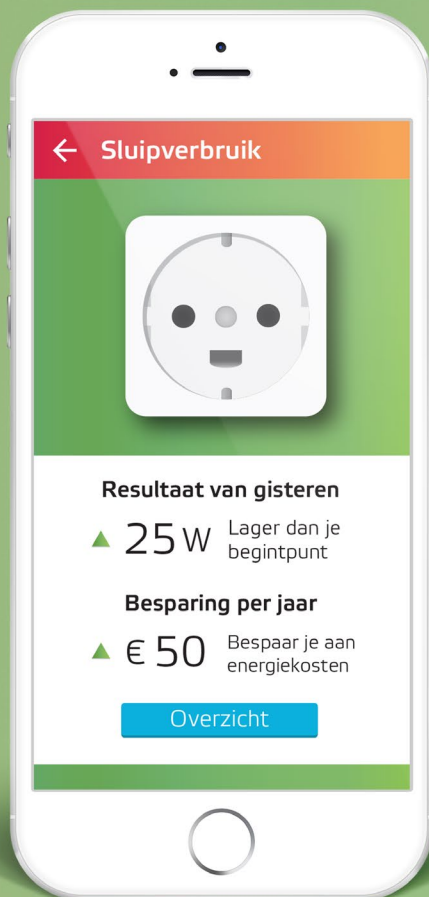 Sluipverbruik
Resultaat van gisteren
25 W
Lager dan je
begintpunt
Besparing per jaar
€ 50
Bespaar je aan
energiekosten
Overzicht